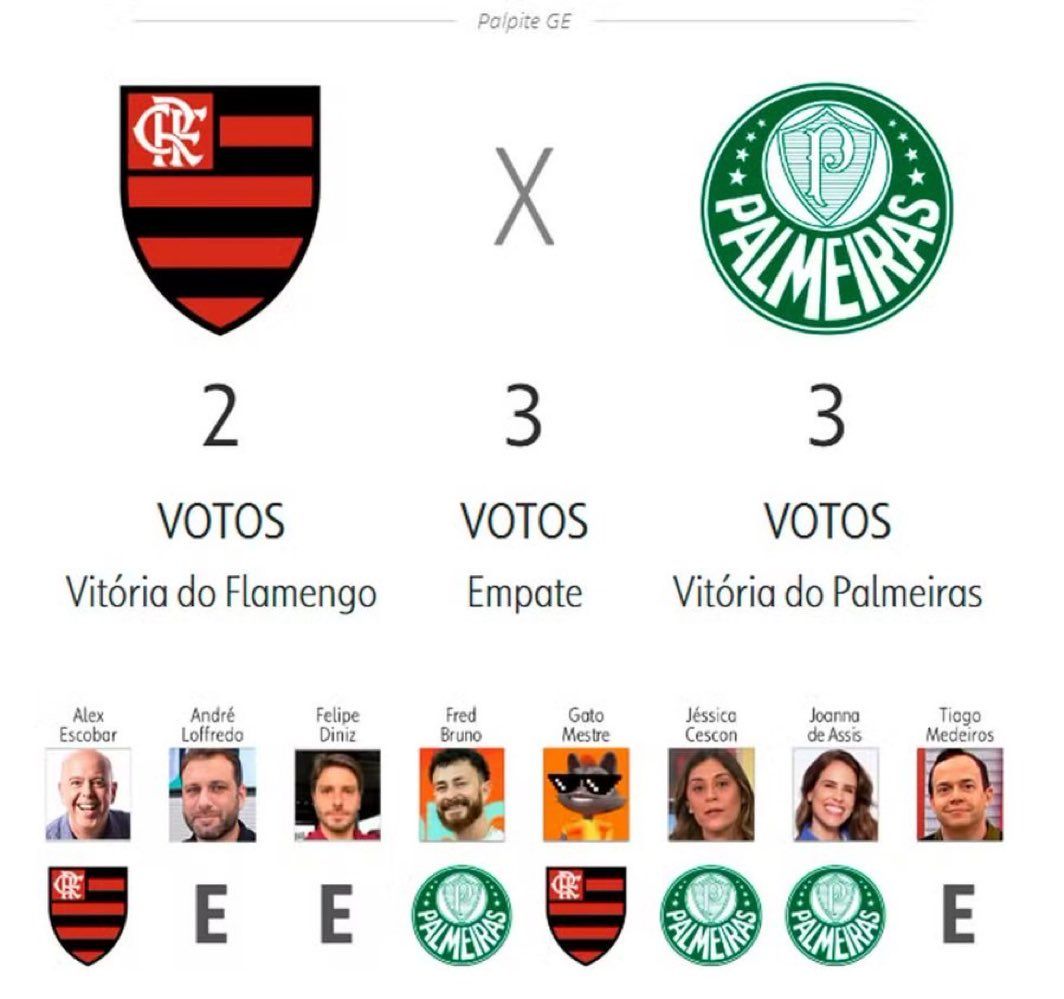 Palpite GE
CRF
X
P
PALMEIRAS
2
3
3
VOTOS
VOTOS
VOTOS
Vitória do Flamengo
Empate
Vitória do Palmeiras
Alex
Escobar
André
Loffredo
Felipe
Diniz
Fred
Bruno
Gato
Mestre
Jéssica
Cescon
Joanna
de Assis
Tiago
Medeiros
CRF
E
E
P
PALMEIRAS
CRF
P
PALMEIRAS
P
PALMEIRAS
E